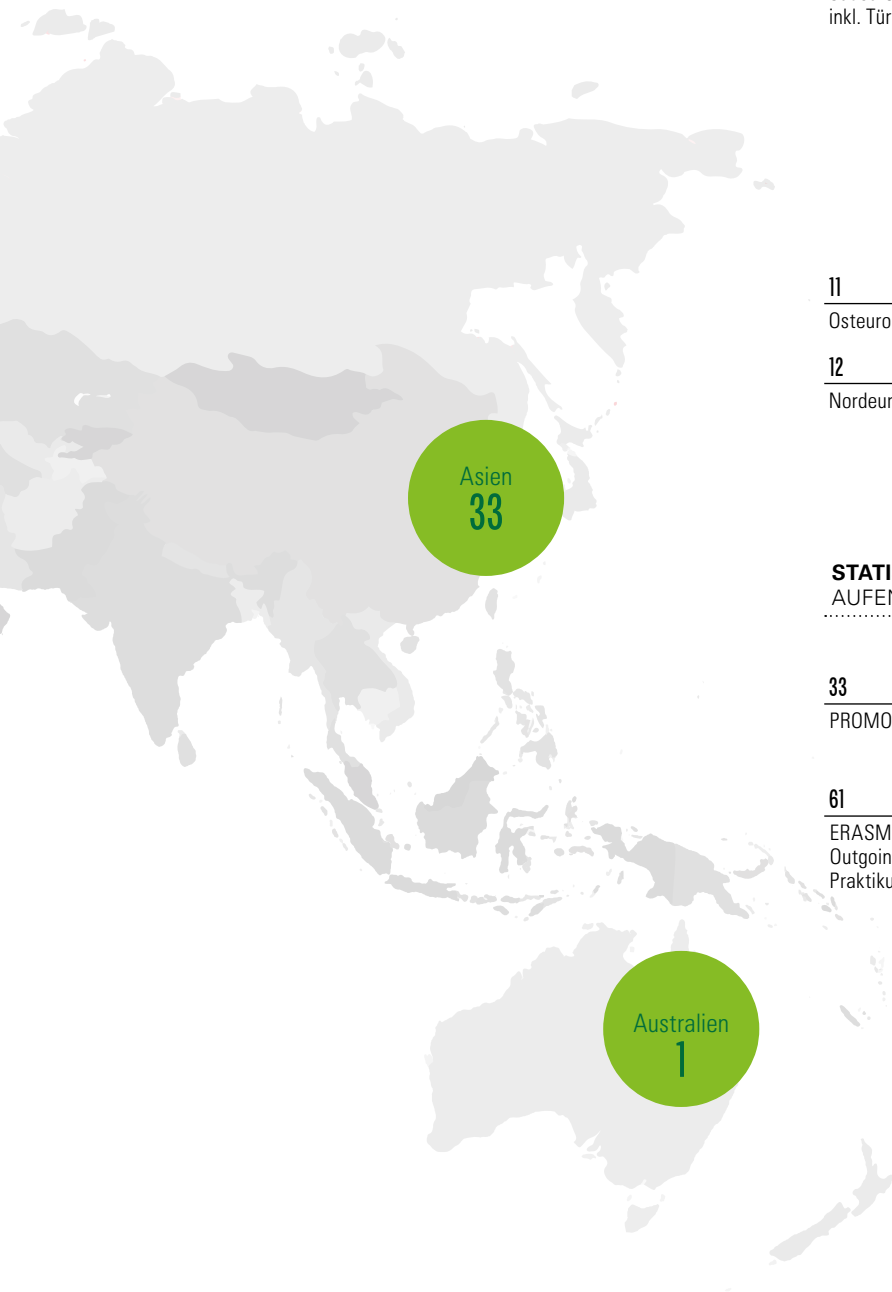 inkl. Tür
11
Osteuro
12
Nordeur
Asien
33
STATI
AUFEN
33
PROMO
61
ERASM
Outgoin
Praktiku
Australien
1